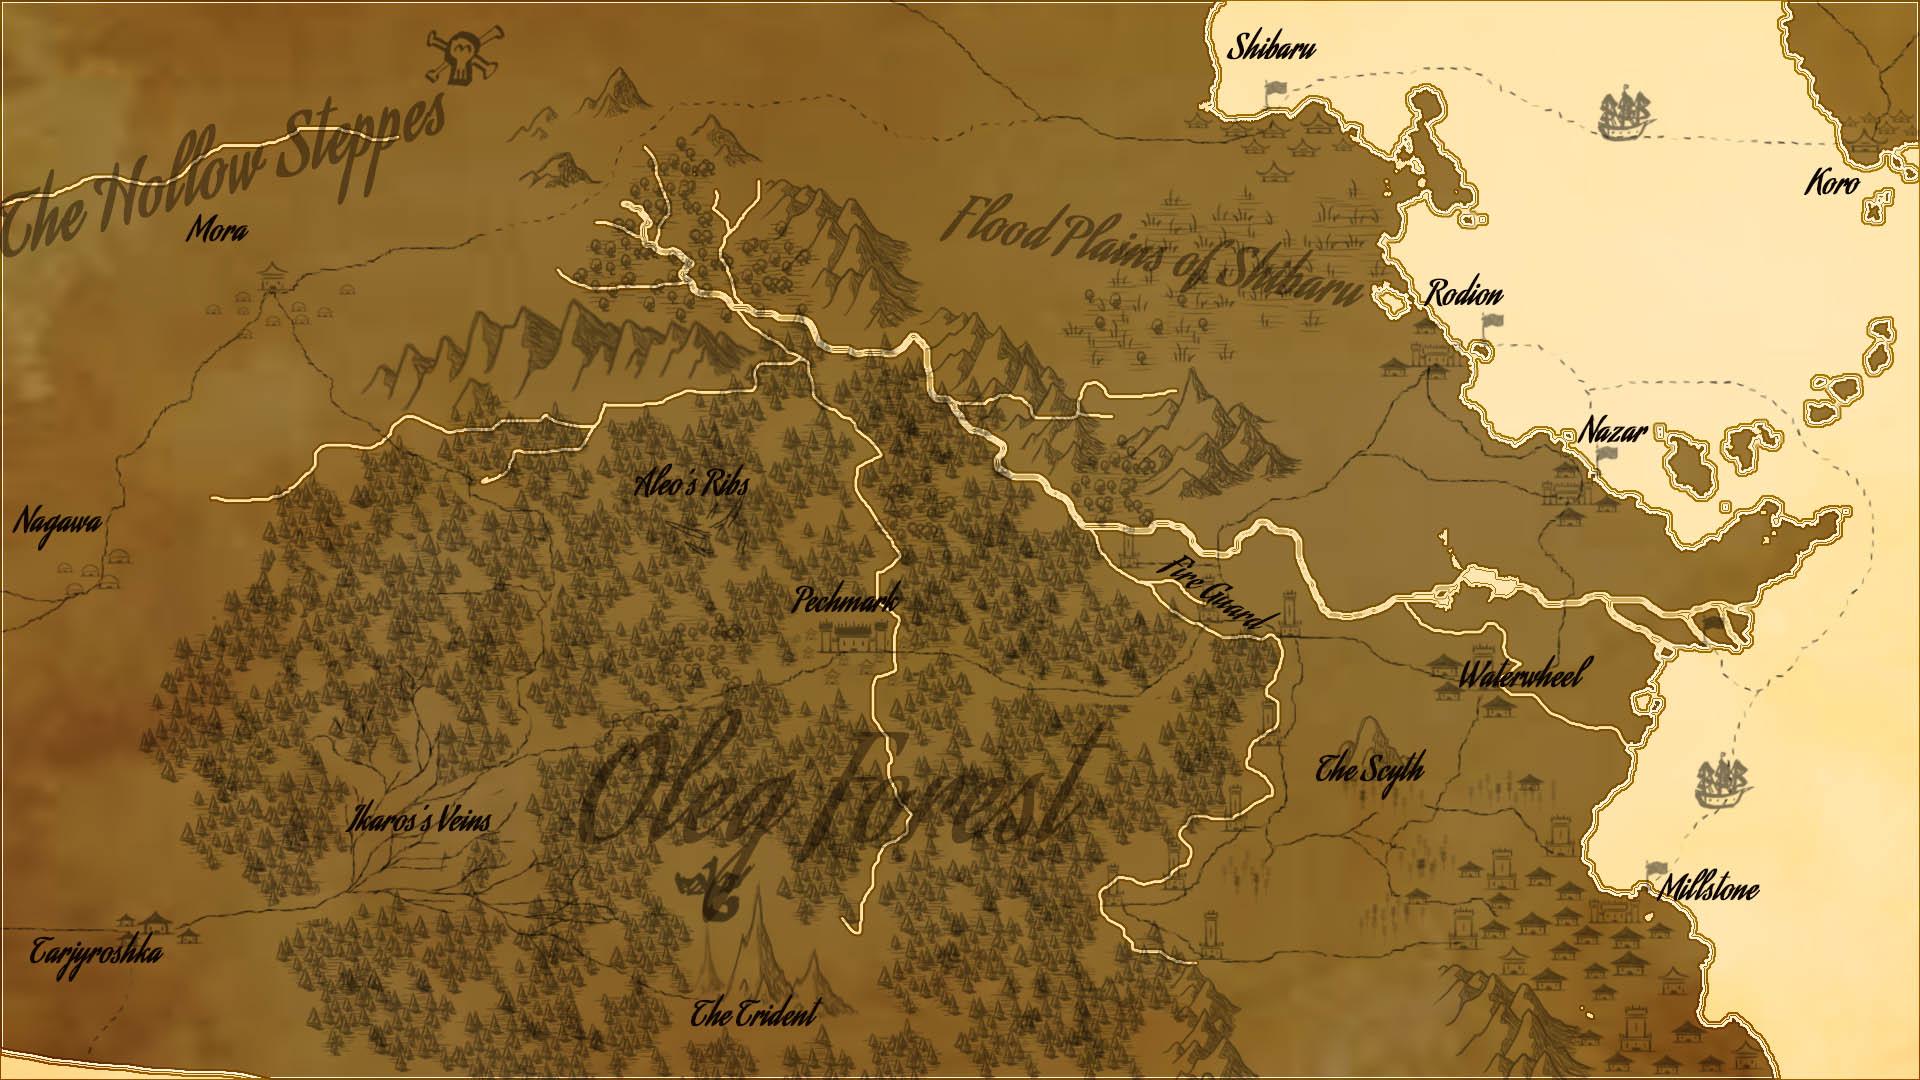 Shibaru
The Hollow Steppes
Koro
Mora
Flood Plains of Shibaru
Rodion
Nazar
Aleo's Ribs
Nagawa
Fire Guard
Pechmark
Waterwheel
Oleg Forest
The Scyth
Ikaros's Veins
Millstone
Tarjyroshka
The Trident